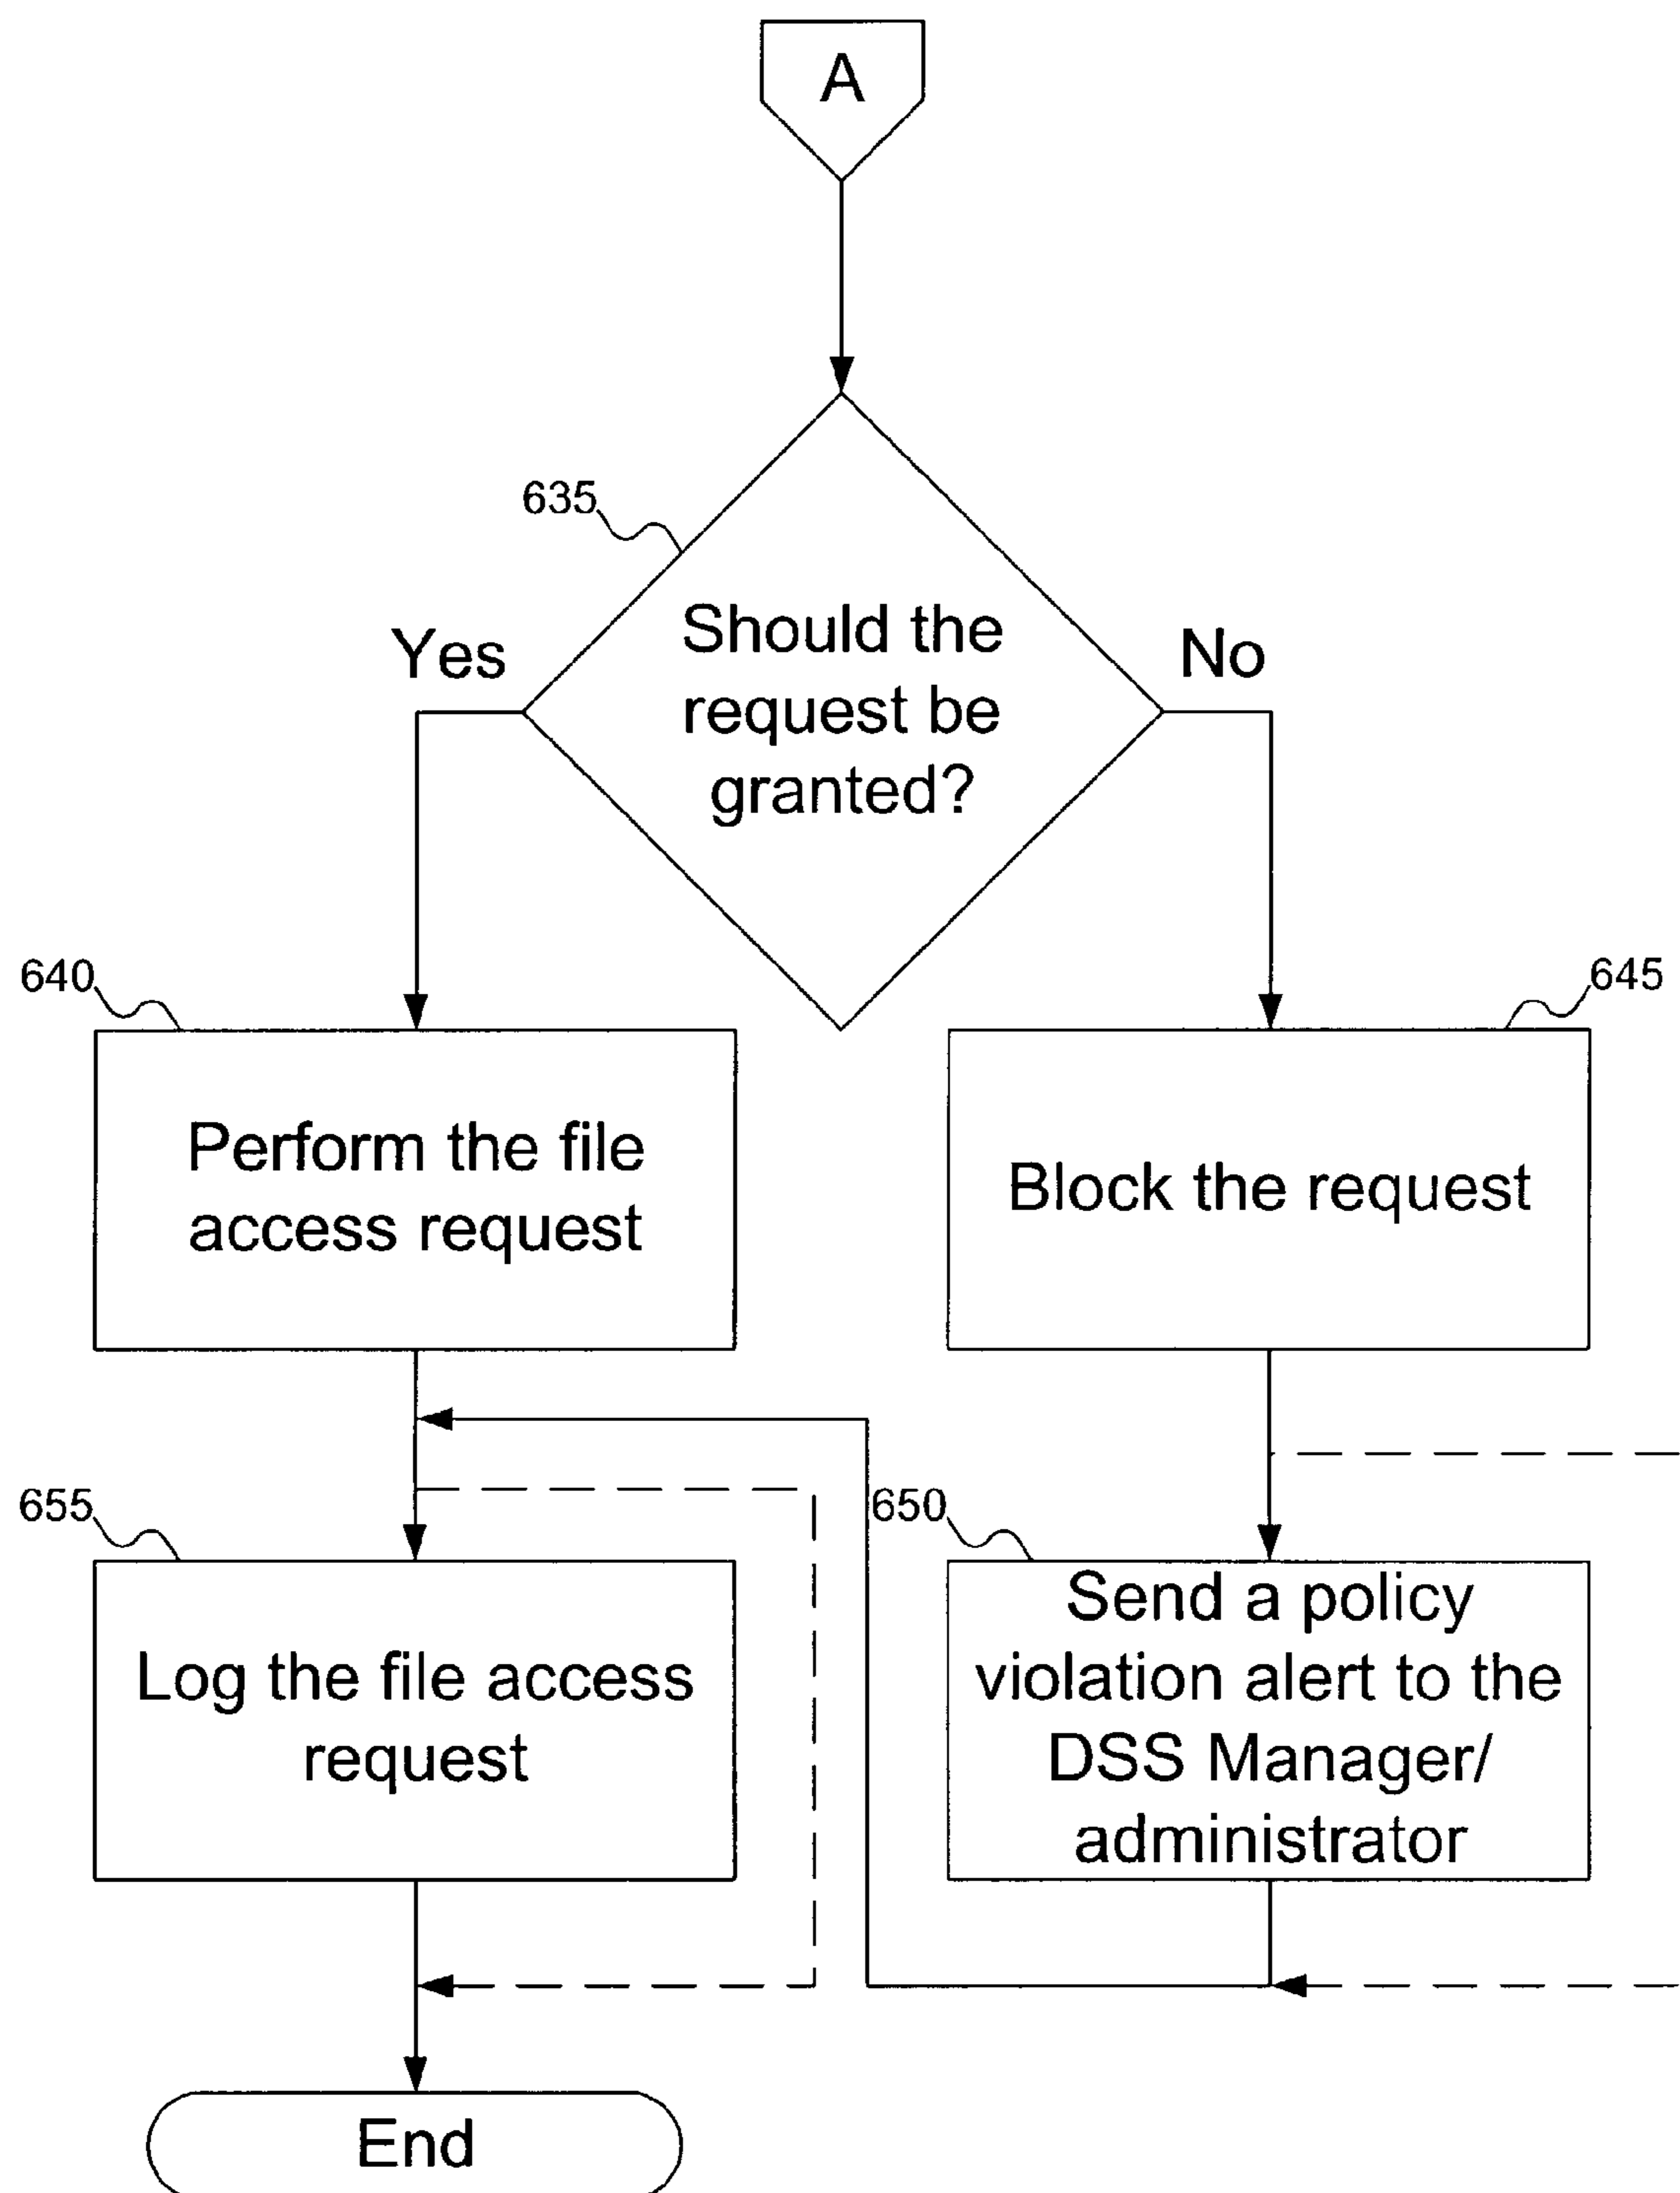 A
635
Should the
request be
granted?
Yes
No
640
645
Perform the file
access request
Block the request
655
650
Log the file access
request
Send a policy
violation alert to the
DSS Manager/
administrator
End